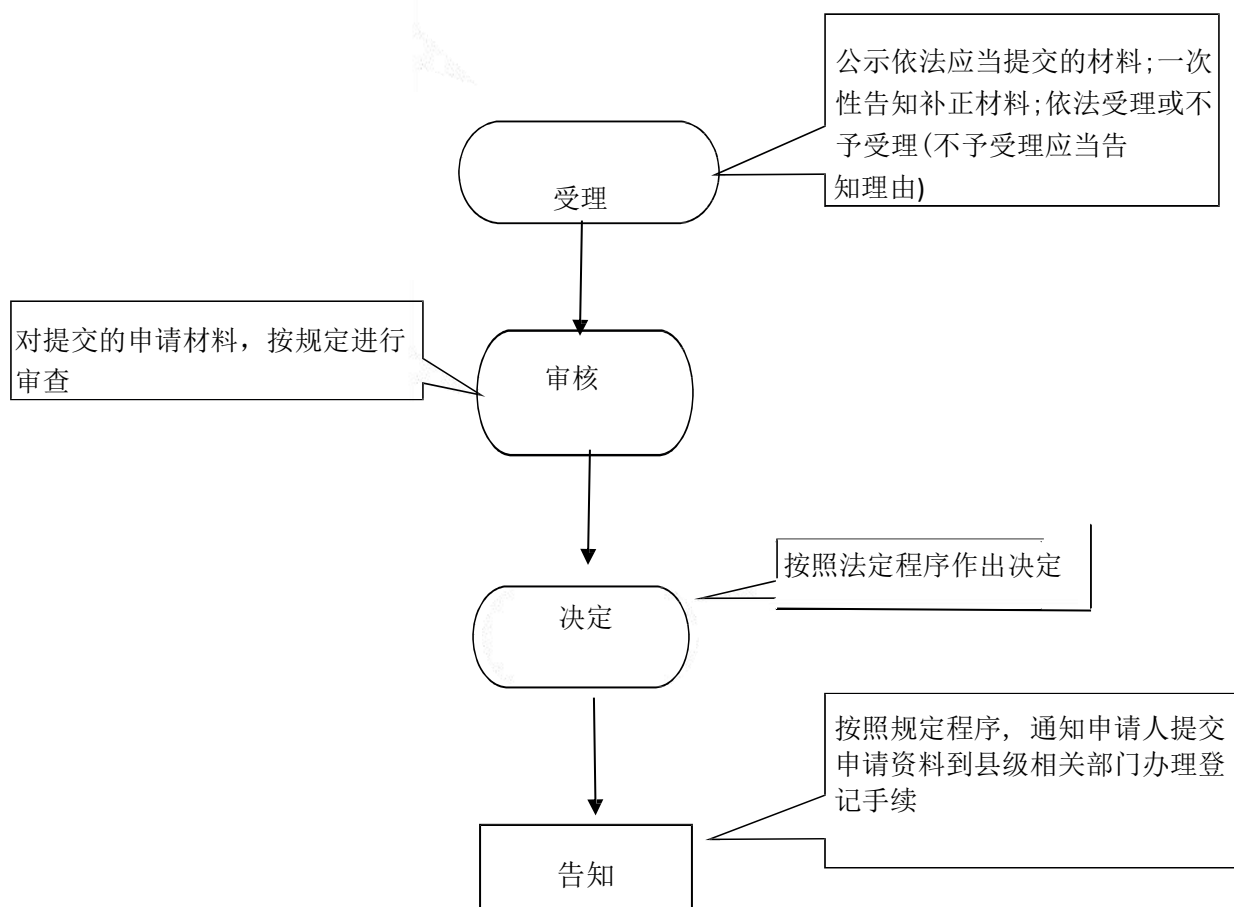 公示依法应当提交的材料;一次
性告知补正材料;依法受理或不
予受理(不予受理应当告
知理由)
受理
对提交的申请材料，按规定进行
审查
审核
按照法定程序作出决定
决定
按照规定程序, 通知申请人提交
申请资料到县级相关部门办理登
记手续
告知